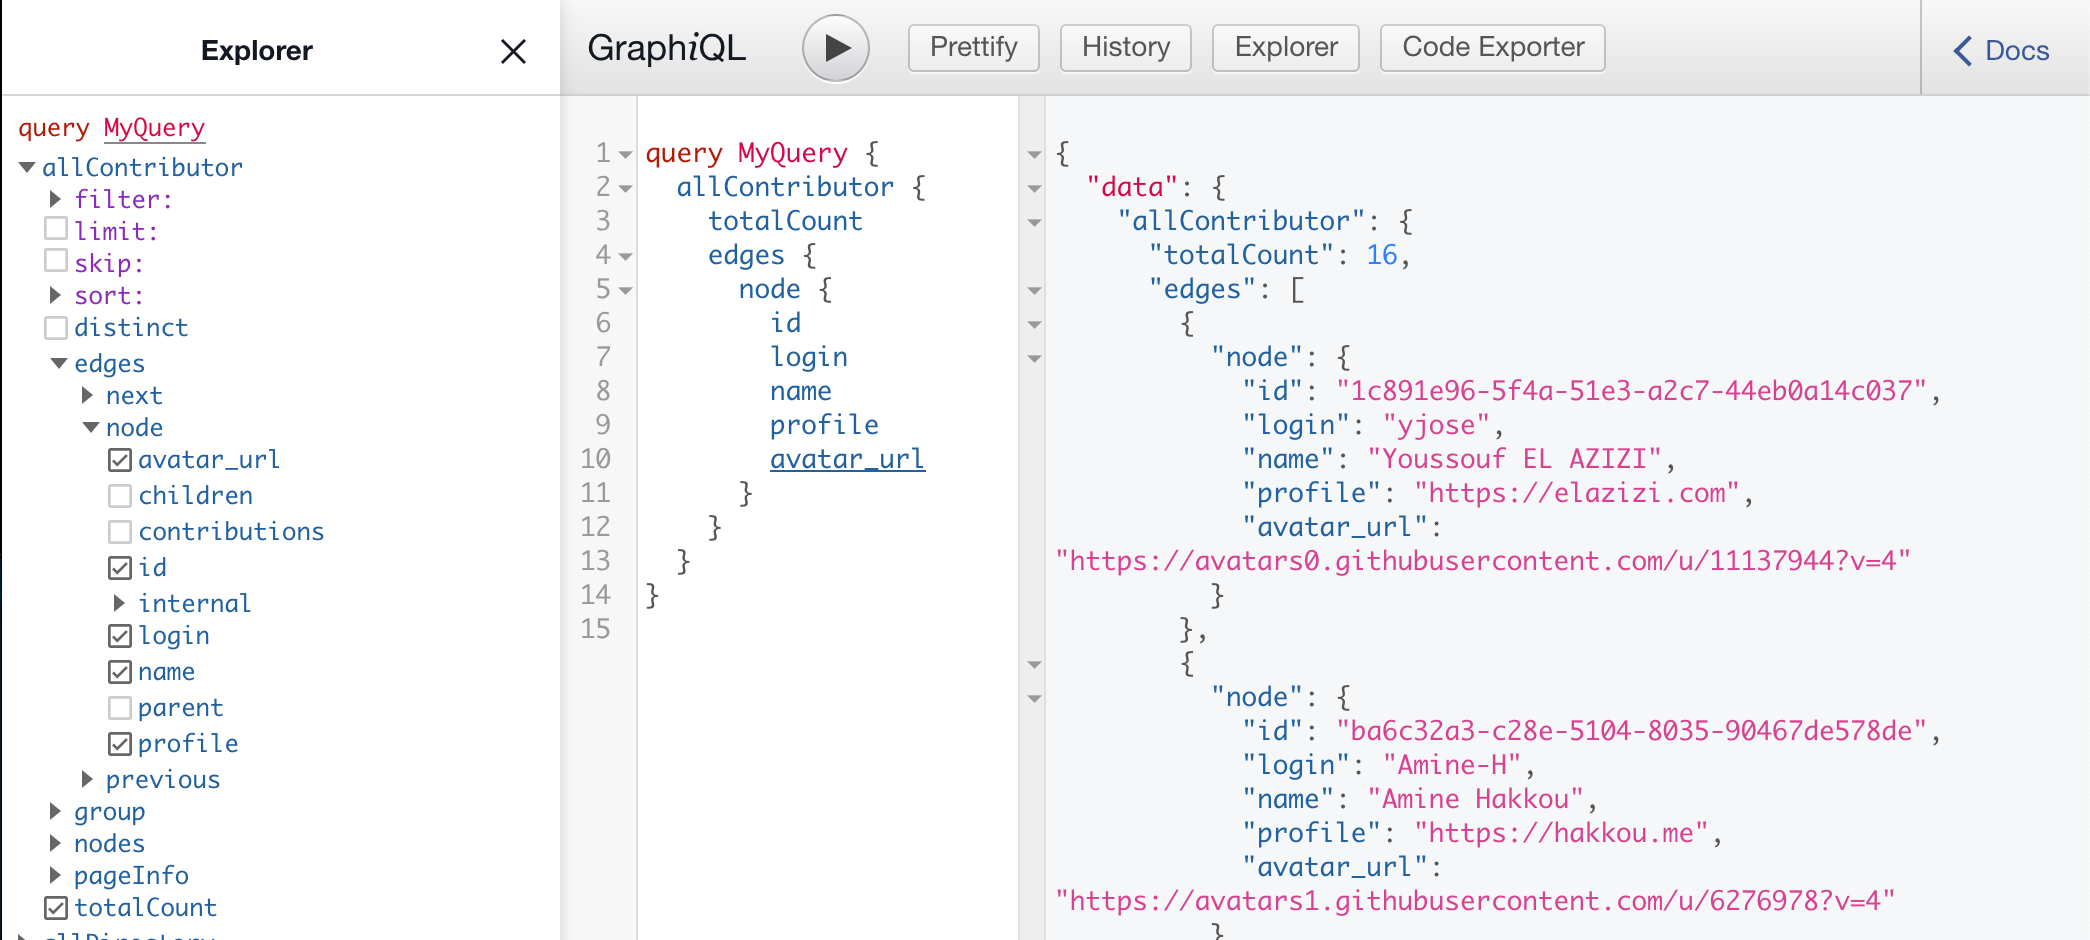 Explorer
GraphiQL
Prettify
History
Explorer
Code Exporter
Docs
query MyQuery
allContributor
filter:
limit:
skip:
sort:
distinct
edges
next
node
avatar_url
children
contributions
id
internal
login
name
parent
profile
previous
group
nodes
pageInfo
totalCount
allDirectory
1 query MyQuery {
2 allContributor {
3 totalCount
4 edges {
5 node {
6 id
7 login
8 name
9 profile
10 avatar_url
11 }
12 }
13 }
14 }
15
{
"data": {
"allContributor": {
"totalCount": 16,
"edges": [
{
"node": {
"id": "1c891e96-5f4a-51e3-a2c7-44eb0a14c037",
"login": "yjose",
"name": "Youssouf EL AZIZI",
"profile": "https://elazizi.com",
"avatar_url":
"https://avatars0.githubusercontent.com/u/11137944?v=4"
}
},
{
"node": {
"id": "ba6c32a3-c28e-5104-8035-90467de578de",
"login": "Amine-H",
"name": "Amine Hakkou",
"profile": "https://hakkou.me",
"avatar_url":
"https://avatars1.githubusercontent.com/u/6276978?v=4"
}